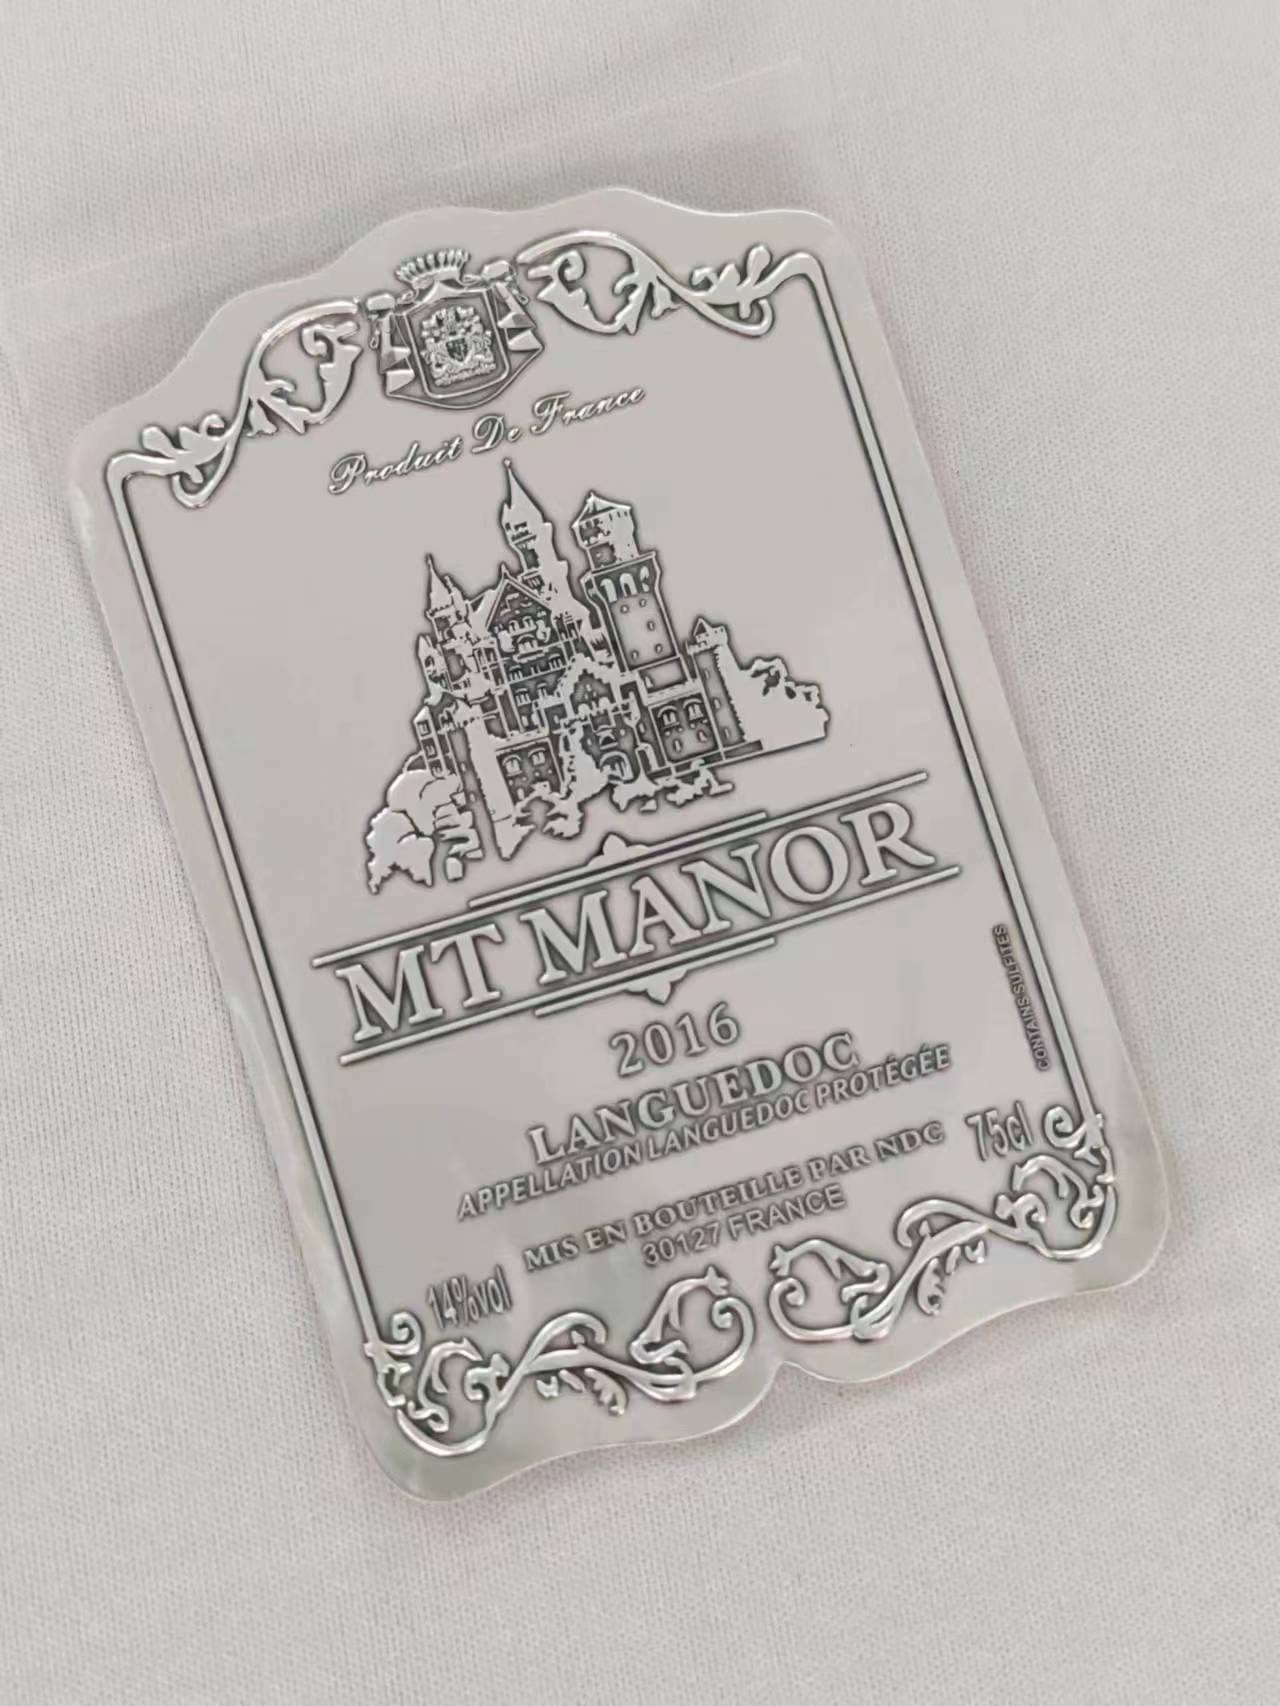 Produit De France
MT MANOR
2016
LANGUEDOC
APPELLATION LANGUEDOC PROTÉGÉE
MIS EN BOUTEILLE PAR NDC
30127 FRANCE
14%vol
75cl
CONTAINS SULFITES